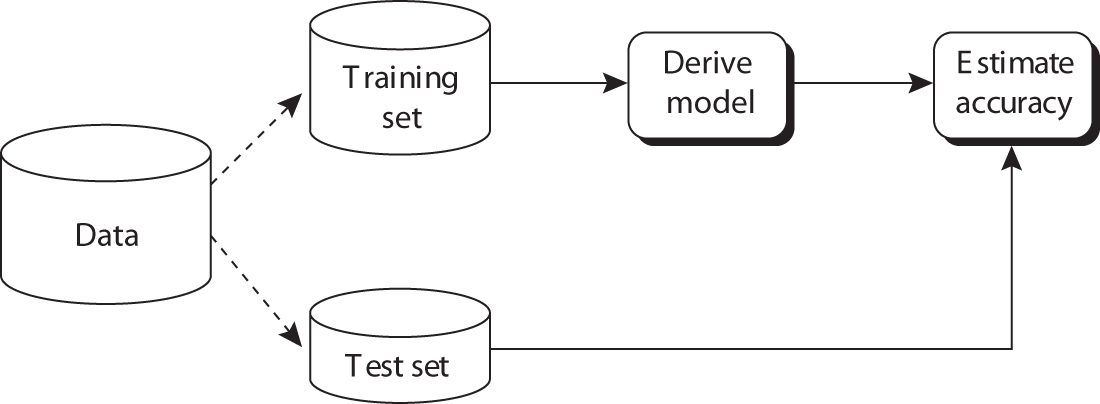 Data
Training
set
Derive
model
Estimate
accuracy
Test set